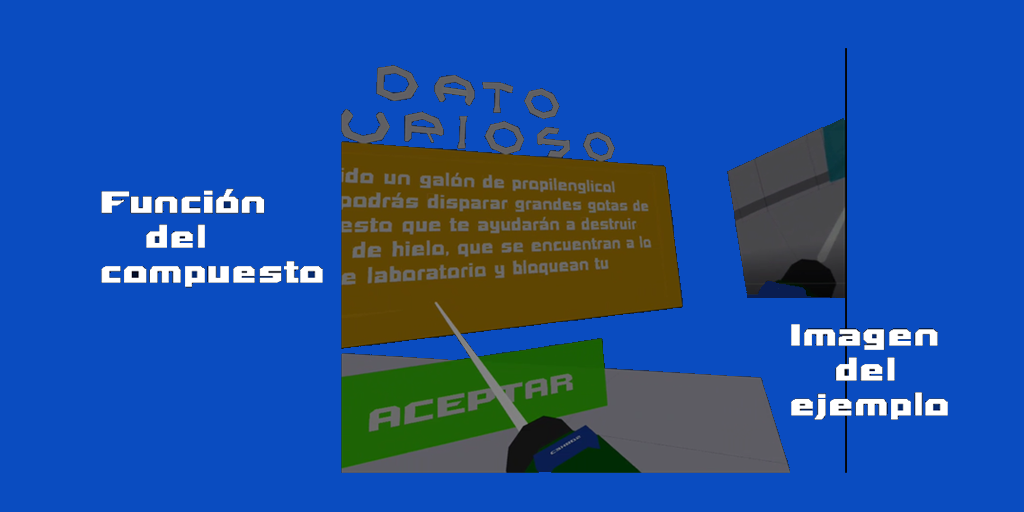 Función
del
compuesto
DATO
URIOSO
ido un galón de propilenglicol
podrás disparar grandes gotas de
esto que te ayudarán a destruir
de hielo, que se encuentran a lo
e laboratorio y bloquean tu
ACEPTAR
Imagen
del
ejemplo